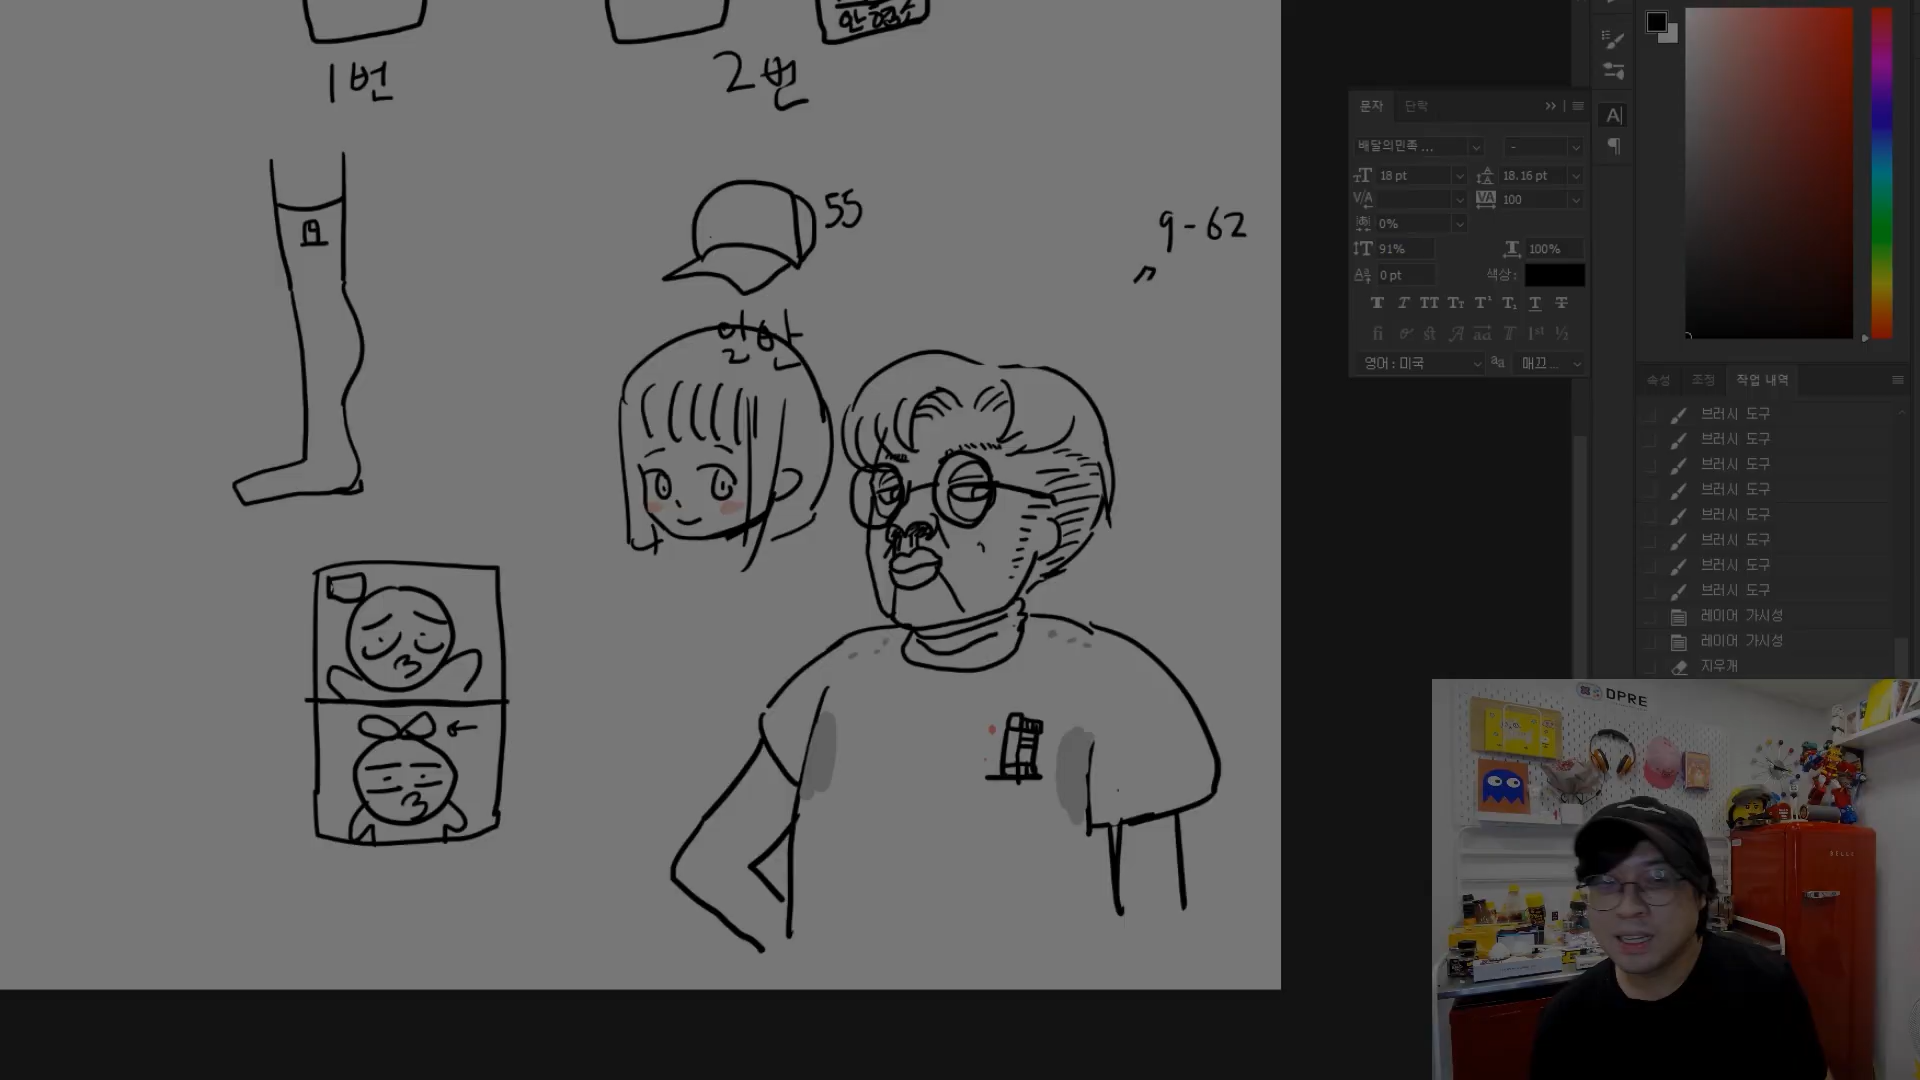 안했소
1번
2번
55
9-62
〃
일반
문자 단락
배달의민족 ... -
18 pt 18.16 pt
100
0%
91% 100%
0 pt 색상 :
영어 : 미국 aa 매끄 ...
속성 조정 작업 내역
브러시 도구
브러시 도구
브러시 도구
브러시 도구
브러시 도구
브러시 도구
브러시 도구
브러시 도구
레이어 가시성
레이어 가시성
지우개
DPRE